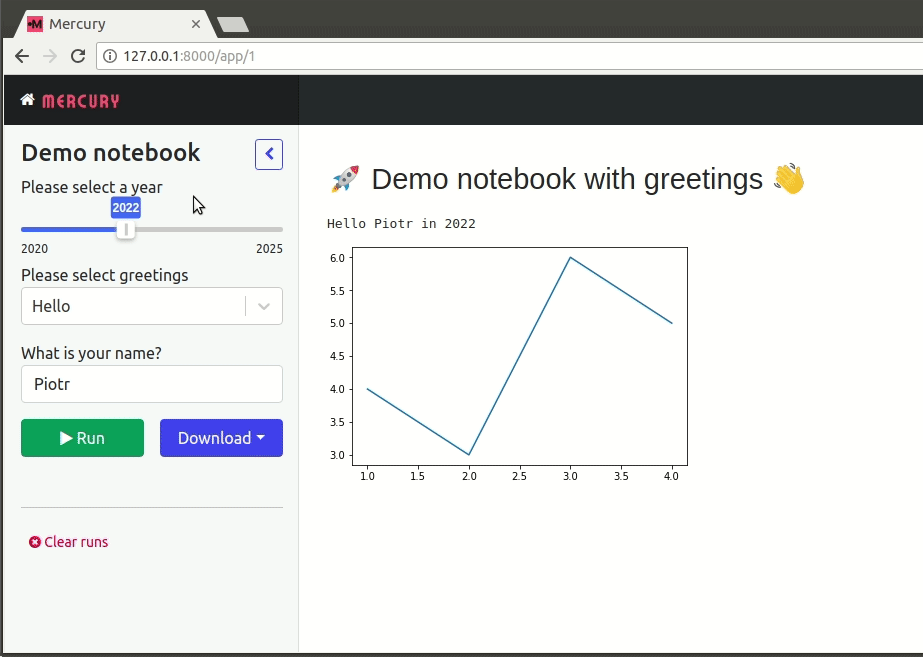 Mercury
127.0.0.1:8000/app/1
MERCURY
Demo notebook
Please select a year
2022
2020 2025
Please select greetings
Hello
What is your name?
Piotr
Run Download
Clear runs
🚀 Demo notebook with greetings 👋
Hello Piotr in 2022
6.0
5.5
5.0
4.5
4.0
3.5
3.0
1.0 1.5 2.0 2.5 3.0 3.5 4.0